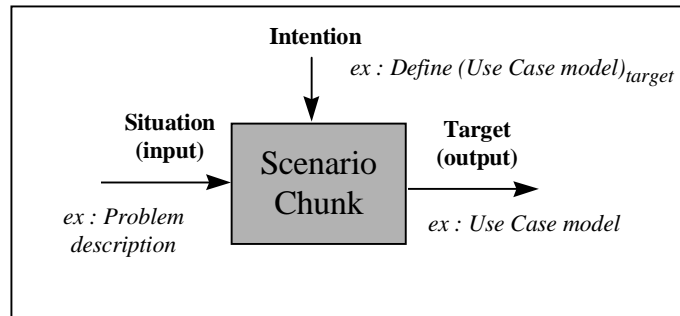 Intention
ex : Define (Use Case model)target
Situation
(input)
Scenario
Chunk
Target
(output)
ex : Problem
description
ex : Use Case model